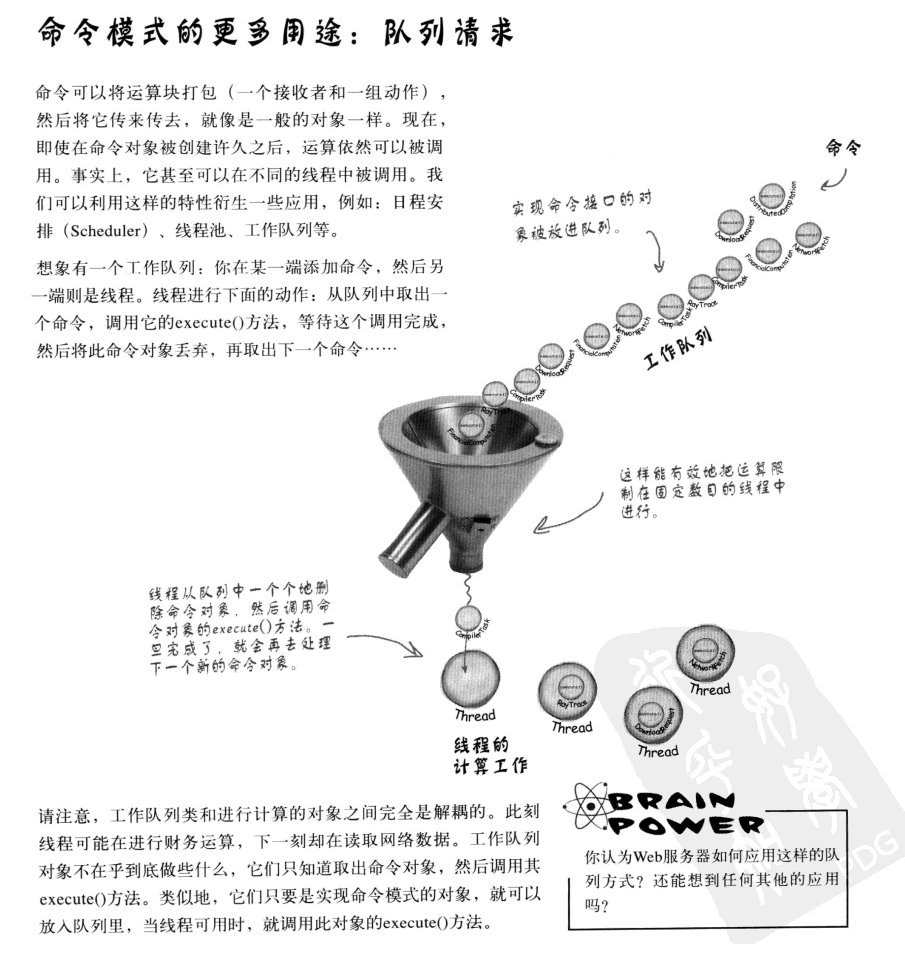 命令模式的更多用途：队列请求
命令可以将运算块打包（一个接收者和一组动作），
然后将它传来传去，就像是一般的对象一样。现在，
即使在命令对象被创建许久之后，运算依然可以被调
用。事实上，它甚至可以在不同的线程中被调用。我
们可以利用这样的特性衍生一些应用，例如：日程安
排（Scheduler）、线程池、工作队列等。
想象有一个工作队列：你在某一端添加命令，然后另
一端则是线程。线程进行下面的动作：从队列中取出一
个命令，调用它的execute()方法，等待这个调用完成，
然后将此命令对象丢弃，再取出下一个命令……
命令
实现命令接口的对
象被放进队列。
DownloadRequest
NetworkFetch
CompilerTask
RayTrace
CompilerTask
NetworkFetch
DownloadRequest
CompilerTask
RayTrace
工作队列
这样能有效地把运算限
制在固定数目的线程中
进行。
线程从队列中一个个地删
除命令对象，然后调用命
令对象的execute()方法。一
旦完成了，就会再去处理
下一个新的命令对象。
CompilerTask
Thread
RayTrace
Thread
DownloadRequest
Thread
NetworkFetch
Thread
线程的
计算工作
请注意，工作队列类和进行计算的对象之间完全是解耦的。此刻
线程可能在进行财务运算，下一刻却在读取网络数据。工作队列
对象不在乎到底做些什么，它们只知道取出命令对象，然后调用其
execute()方法。类似地，它们只要是实现命令模式的对象，就可以
放入队列里，当线程可用时，就调用此对象的execute()方法。
BRAIN
POWER
你认为Web服务器如何应用这样的队
列方式？还能想到任何其他的应用
吗？